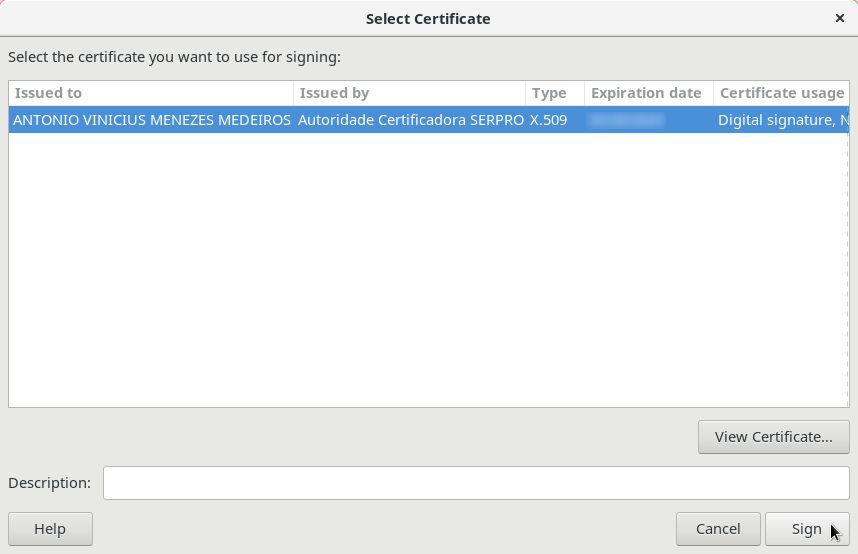 Select Certificate
Select the certificate you want to use for signing:
Issued to Issued by Type Expiration date Certificate usage
ANTONIO VINICIUS MENEZES MEDEIROS Autoridade Certificadora SERPRO X.509 Digital signature, N
View Certificate...
Description:
Help Cancel Sign